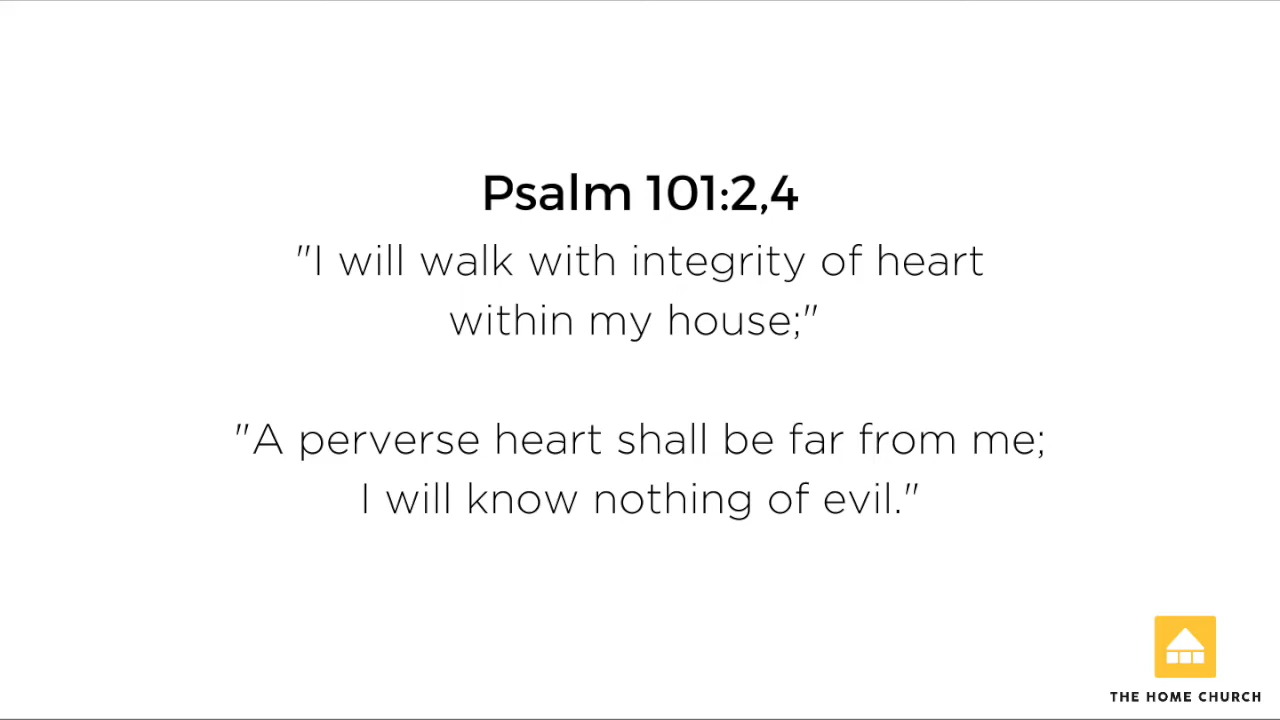 Psalm 101:2,4
"I will walk with integrity of heart
within my house;"
"A perverse heart shall be far from me;
I will know nothing of evil."
THE HOME CHURCH